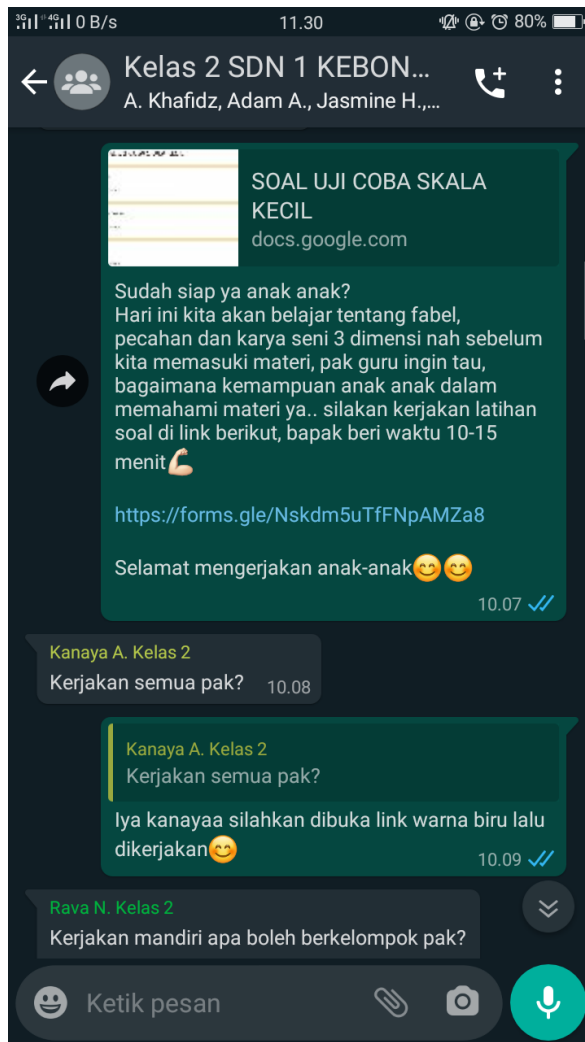 3G 4G 0 B/s 11.30 80%
Kelas 2 SDN 1 KEBON...
A. Khafidz, Adam A., Jasmine H.,...
SOAL UJI COBA SKALA
KECIL
docs.google.com
Sudah siap ya anak anak?
Hari ini kita akan belajar tentang fabel,
pecahan dan karya seni 3 dimensi nah sebelum
kita memasuki materi, pak guru ingin tau,
bagaimana kemampuan anak anak dalam
memahami materi ya.. silakan kerjakan latihan
soal di link berikut, bapak beri waktu 10-15
menit💪🏻
https://forms.gle/Nskdm5uTfFNpAMZa8
Selamat mengerjakan anak-anak😊😊
10.07
Kanaya A. Kelas 2
Kerjakan semua pak? 10.08
Kanaya A. Kelas 2
Kerjakan semua pak?
Iya kanayaa silahkan dibuka link warna biru lalu
dikerjakan😊
10.09
Rava N. Kelas 2
Kerjakan mandiri apa boleh berkelompok pak?
Ketik pesan